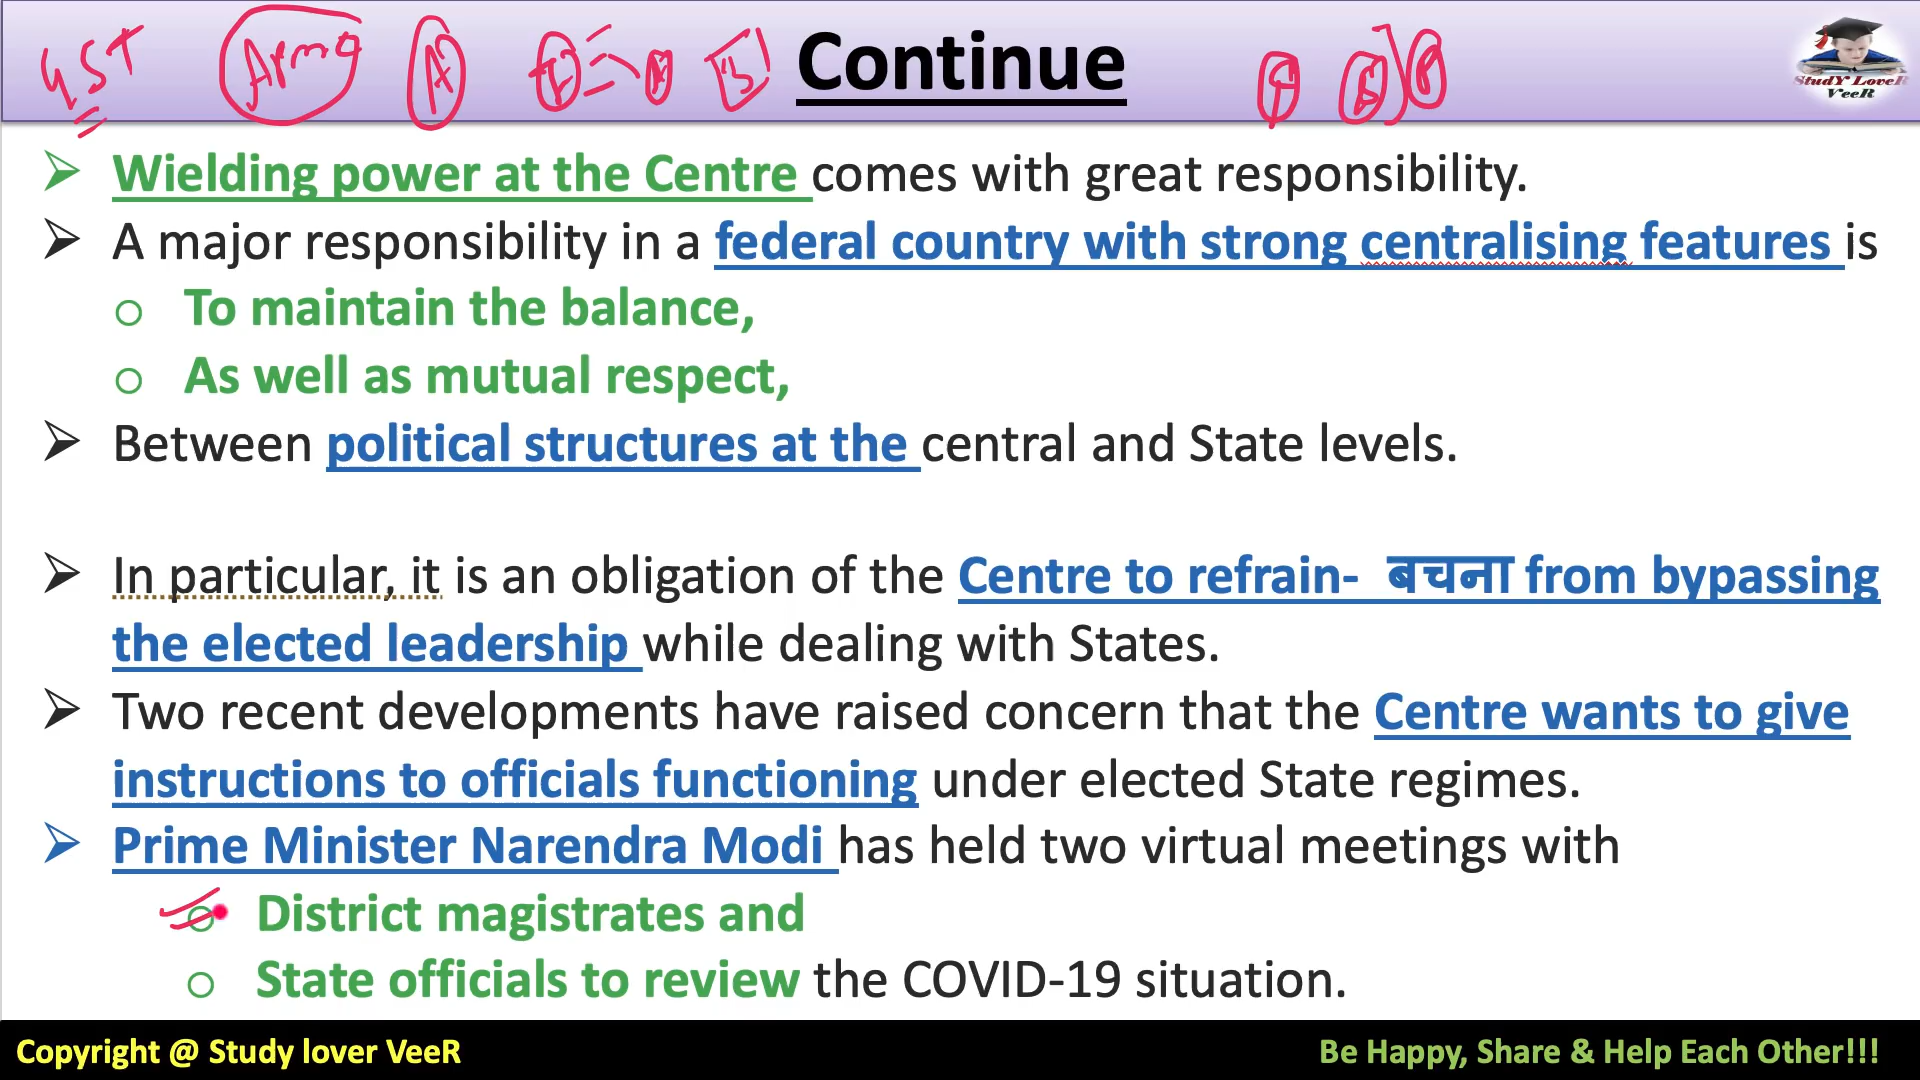 GST Army A
Continue
StudY LoveR
VeeR
Wielding power at the Centre comes with great responsibility.
A major responsibility in a federal country with strong centralising features is
To maintain the balance,
As well as mutual respect,
Between political structures at the central and State levels.
In particular, it is an obligation of the Centre to refrain- बचना from bypassing
the elected leadership while dealing with States.
Two recent developments have raised concern that the Centre wants to give
instructions to officials functioning under elected State regimes.
Prime Minister Narendra Modi has held two virtual meetings with
District magistrates and
State officials to review the COVID-19 situation.
Copyright @ Study lover VeeR
Be Happy, Share & Help Each Other!!!